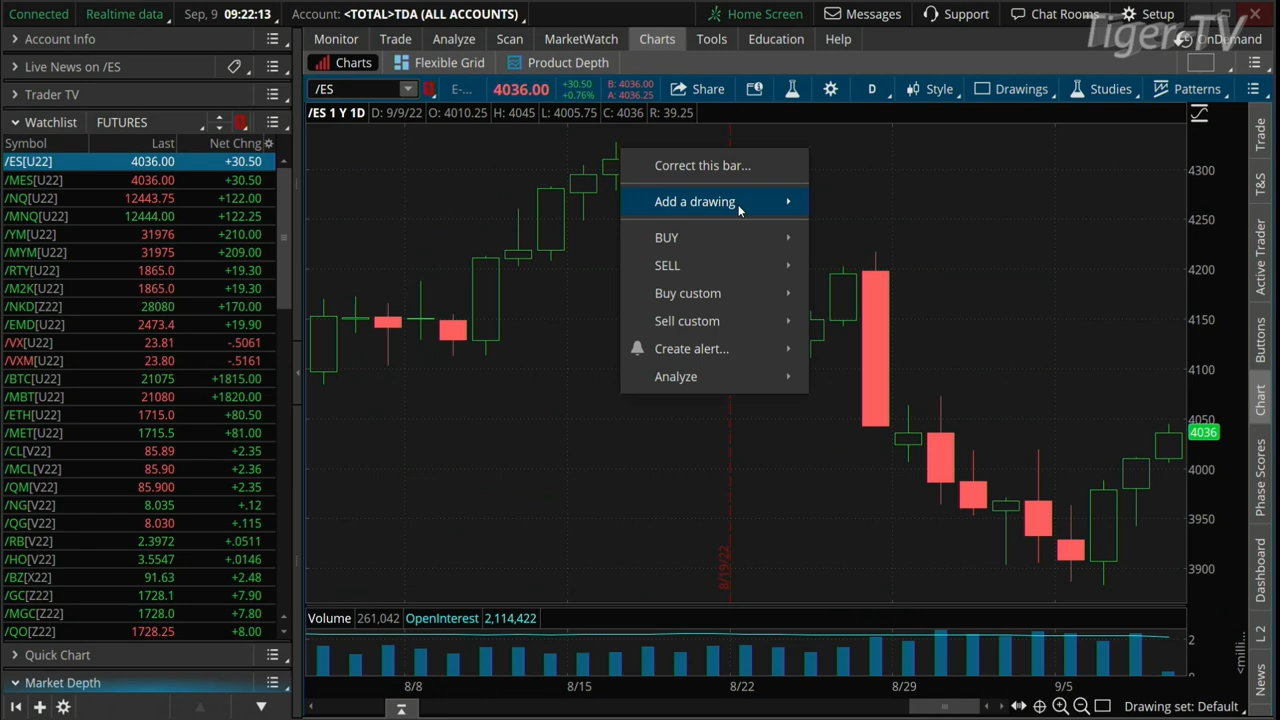 Connected
Realtime data
Sep, 9 09:22:13
Account: <TOTAL>TDA (ALL ACCOUNTS)
Home Screen
Messages
Support
Chat Rooms
Setup
Tiger TV
OnDemand
Account Info
Live News on /ES
Trader TV
Watchlist FUTURES
Symbol Last Net Chng
/ES[U22] 4036.00 +30.50
/MES[U22] 4036.00 +30.50
/NQ[U22] 12443.75 +122.00
/MNQ[U22] 12444.00 +122.25
/YM[U22] 31976 +210.00
/MYM[U22] 31975 +209.00
/RTY[U22] 1865.0 +19.30
/M2K[U22] 1865.0 +19.30
/NKD[Z22] 28080 +170.00
/EMD[U22] 2473.4 +19.90
/VX[U22] 23.81 -.5061
/VXM[U22] 23.80 -.5161
/BTC[U22] 21075 +1815.00
/MBT[U22] 21080 +1820.00
/ETH[U22] 1715.0 +80.50
/MET[U22] 1715.5 +81.00
/CL[V22] 85.89 +2.35
/MCL[V22] 85.90 +2.36
/QM[V22] 85.900 +2.35
/NG[V22] 8.035 +.12
/QG[V22] 8.030 +.115
/RB[V22] 2.3972 +.0511
/HO[V22] 3.5547 +.0146
/BZ[X22] 91.63 +2.48
/GC[Z22] 1728.1 +7.90
/MGC[Z22] 1728.0 +7.80
/QO[Z22] 1728.25 +8.00
Quick Chart
Market Depth
Monitor Trade Analyze Scan MarketWatch Charts Tools Education Help
Charts Flexible Grid Product Depth
/ES E-... 4036.00 +30.50 +0.76% B: 4036.00 A: 4036.25 Share D Style Drawings Studies Patterns
/ES 1 Y 1D D: 9/9/22 O: 4010.25 H: 4045 L: 4005.75 C: 4036 R: 39.25
Correct this bar...
Add a drawing
BUY
SELL
Buy custom
Sell custom
Create alert...
Analyze
8/19/22
4300
4250
4200
4150
4100
4050
4036
4000
3950
3900
Volume 261,042 OpenInterest 2,114,422
2
1
0
<milli...
8/8 8/15 8/22 8/29 9/5
Drawing set: Default
Trade
T&S
Active Trader
Buttons
Chart
Phase Scores
Dashboard
L 2
News